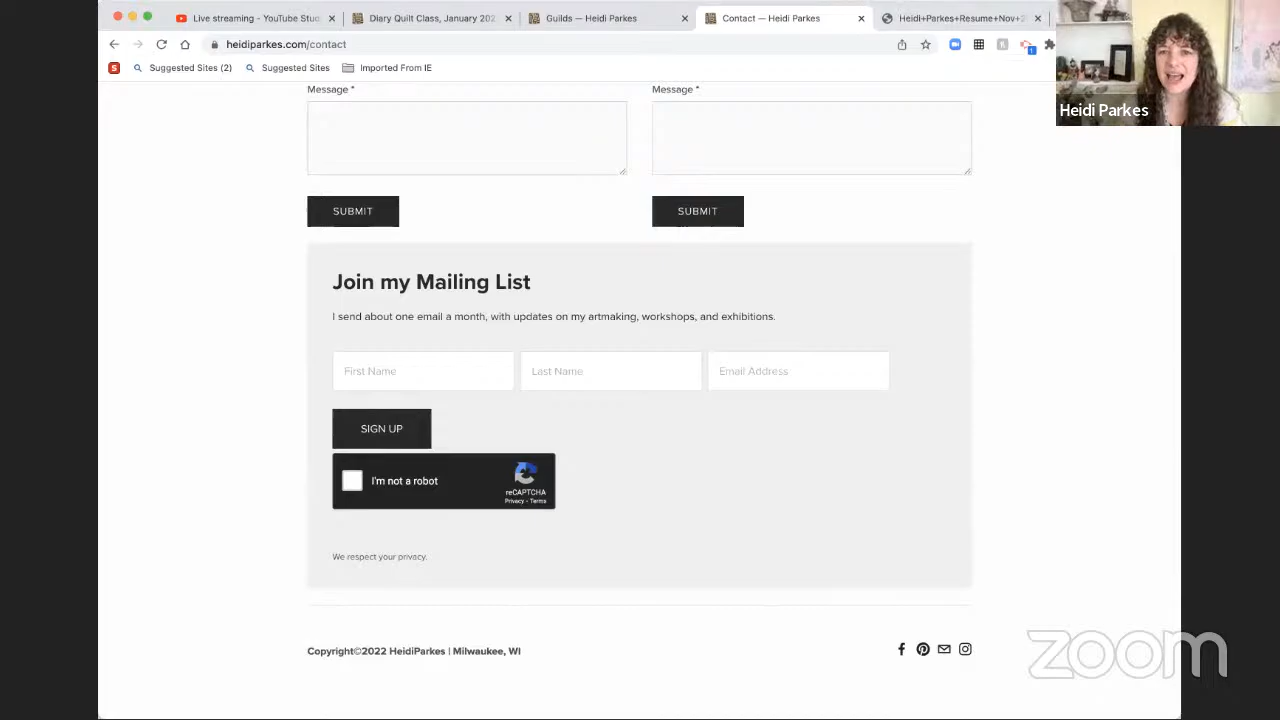 Live streaming - YouTube Stu
Diary Quilt Class, January 202
Guilds — Heidi Parkes
Contact — Heidi Parkes
Heidi+Parkes+Resume+Nov+2
heidiparkes.com/contact
1
S
Suggested Sites (2)
Suggested Sites
Imported From IE
Heidi Parkes
Message *
Message *
SUBMIT
SUBMIT
Join my Mailing List
I send about one email a month, with updates on my artmaking, workshops, and exhibitions.
First Name
Last Name
Email Address
SIGN UP
I'm not a robot
reCAPTCHA
Privacy - Terms
We respect your privacy.
Copyright©2022 HeidiParkes | Milwaukee, WI
zoom